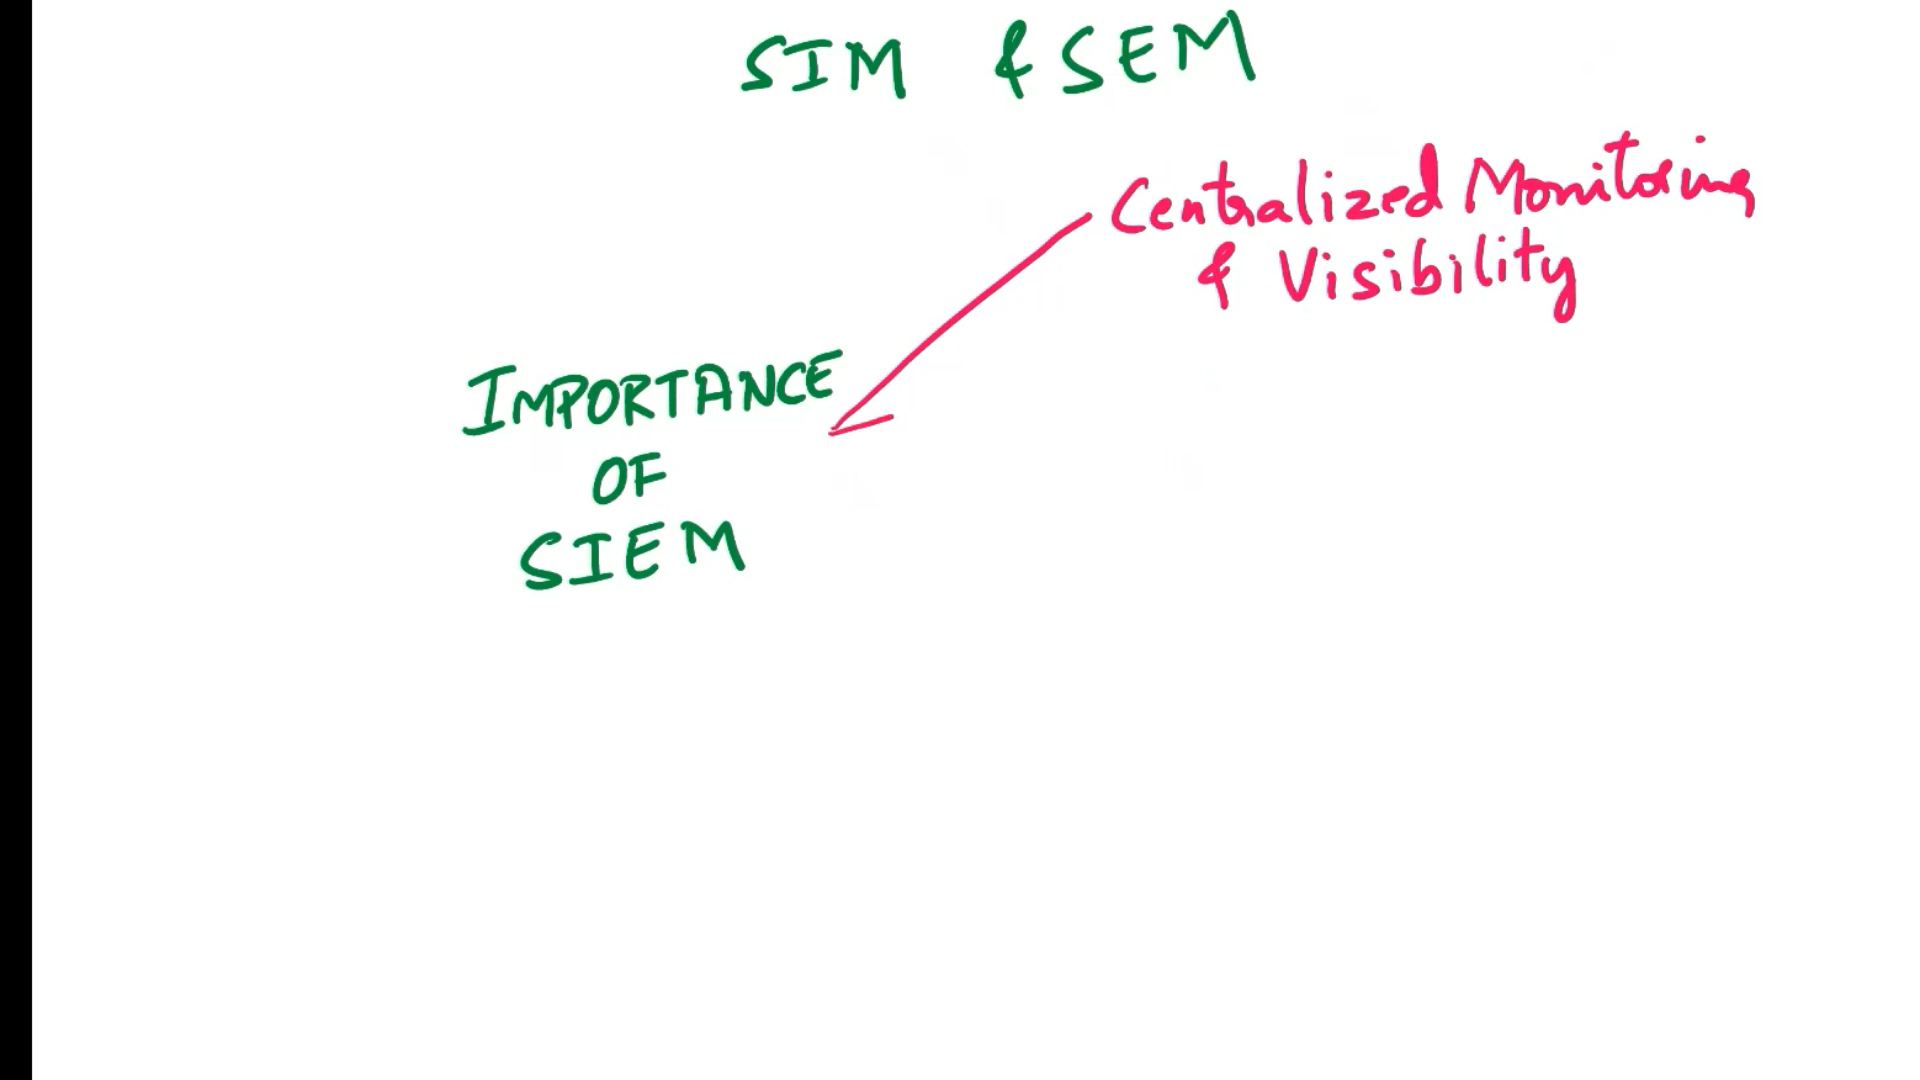 SIM & SEM
Centralized Monitoring
& Visibility
IMPORTANCE
OF
SIEM